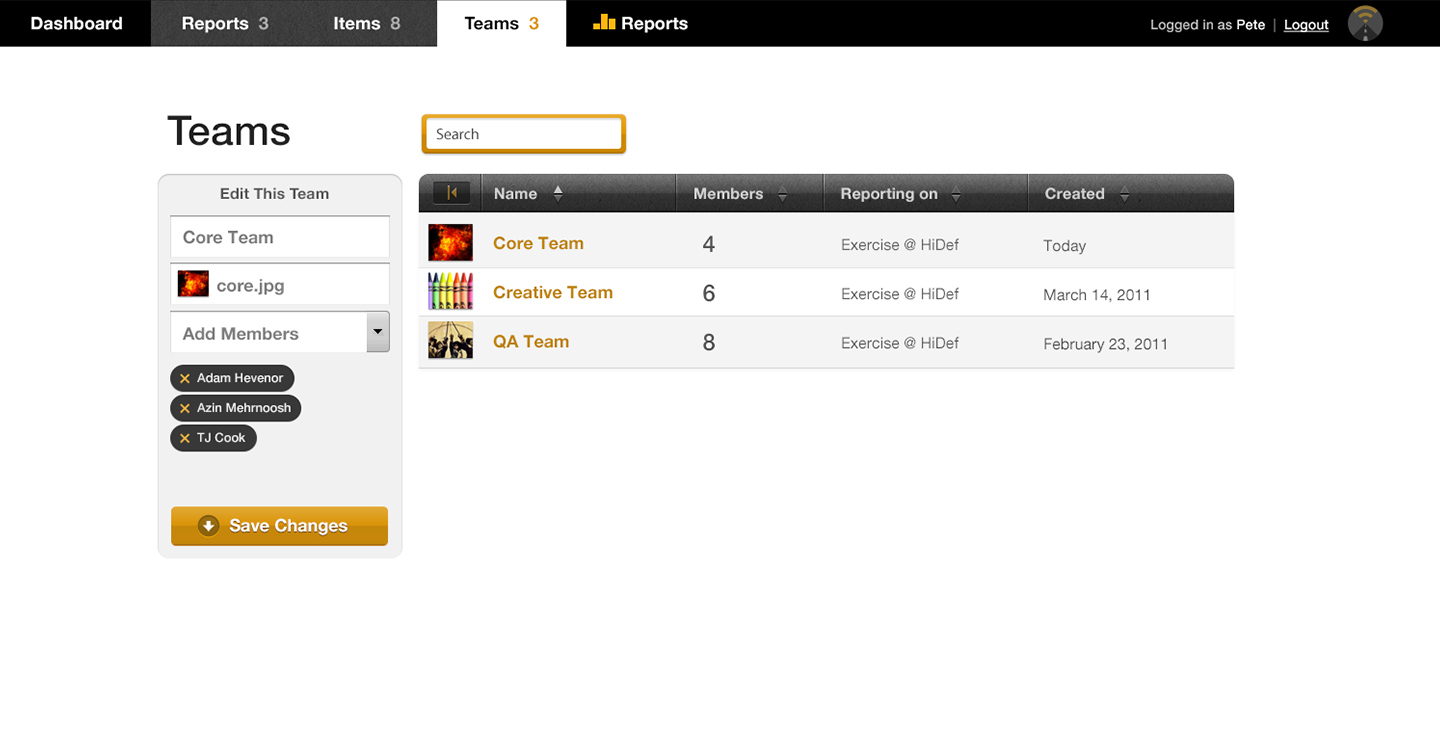 Dashboard Reports 3 Items 8 Teams 3 Reports Logged in as Pete | Logout
Teams
Search
Edit This Team
Core Team
core.jpg
Add Members
Adam Hevenor
Azin Mehrnoosh
TJ Cook
Save Changes
Name Members Reporting on Created
Core Team 4 Exercise @ HiDef Today
Creative Team 6 Exercise @ HiDef March 14, 2011
QA Team 8 Exercise @ HiDef February 23, 2011